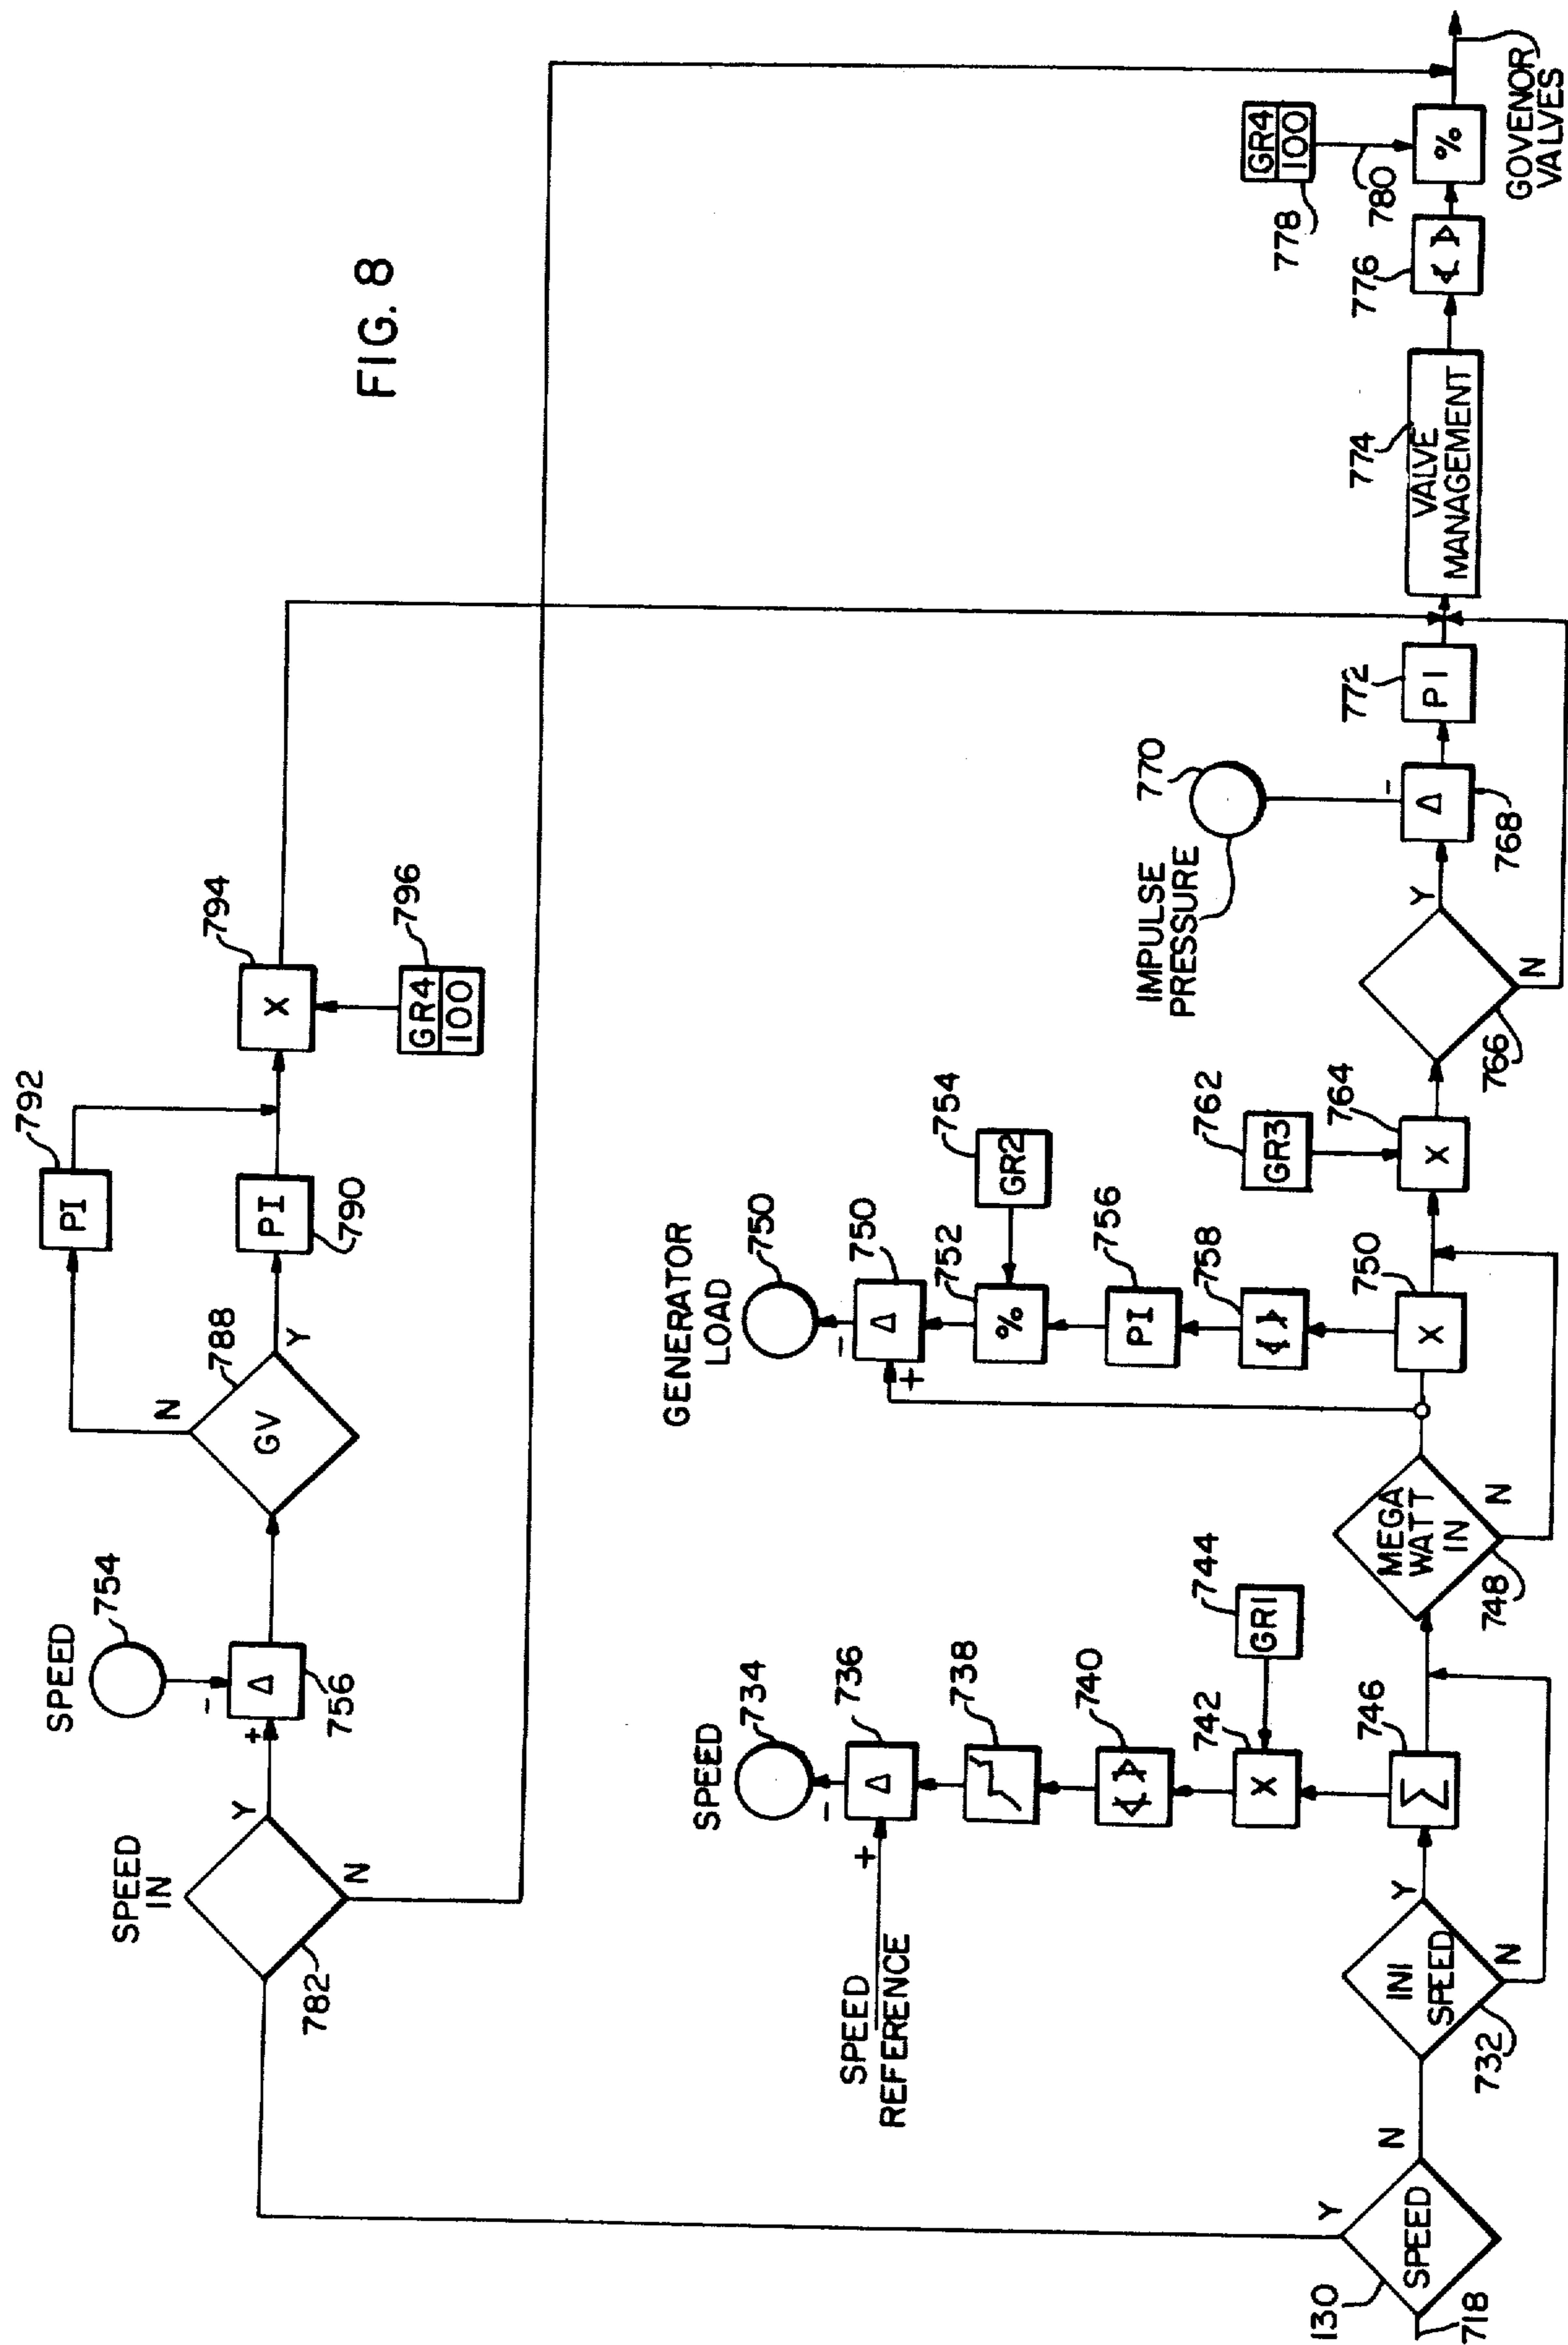 FIG. 8
SPEED
754
-
+
Δ
756
SPEED
IN
Y
N
782
N
788
GV
Y
792
PI
PI
790
794
X
796
GR4
100
SPEED
734
-
+
Δ
736
SPEED
REFERENCE
738
740
742
X
744
GR1
746
Σ
Y
130
SPEED
718
N
INI
SPEED
732
Y
N
GENERATOR
LOAD
750
-
+
Δ
750
752
%
754
GR2
756
PI
758
750
X
MEGA
WATT
IN
748
N
762
GR3
764
X
766
Y
N
IMPULSE
PRESSURE
770
-
Δ
768
772
PI
774
VALVE
MANAGEMENT
776
778
GR4
100
780
%
GOVENOR
VALVES